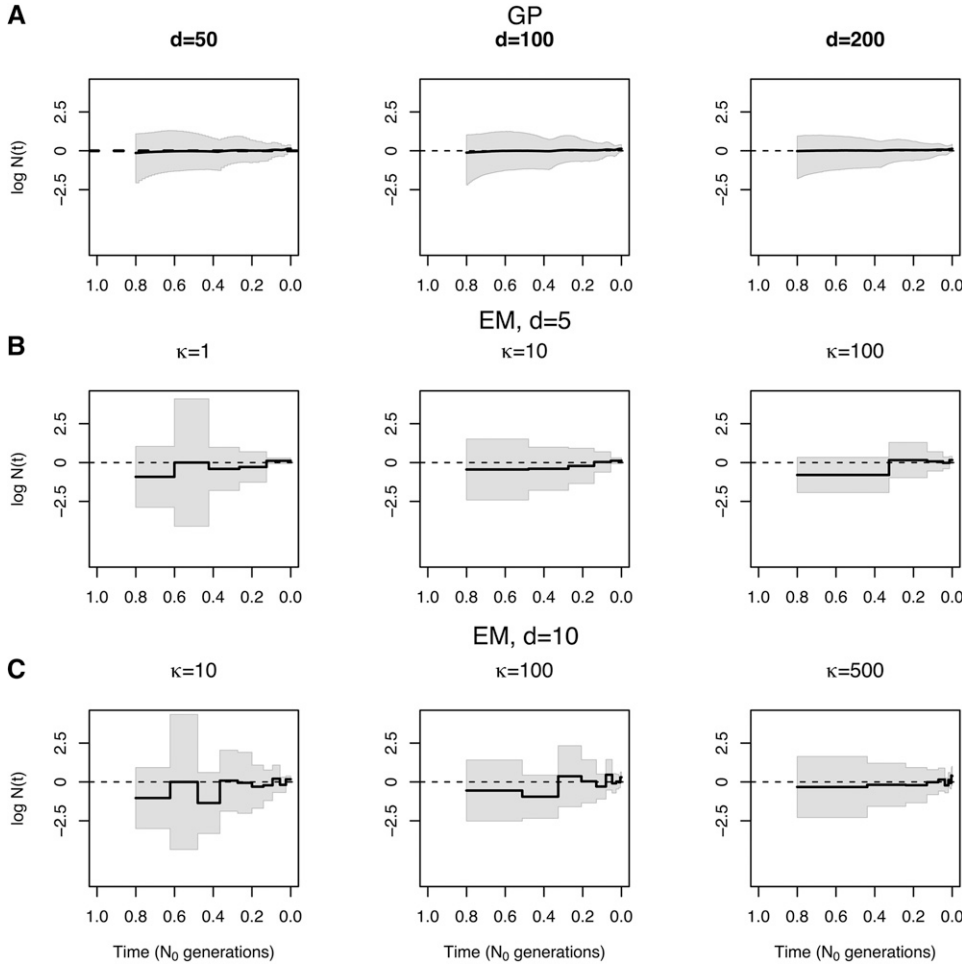 A
GP
d=50 d=100 d=200
log N(t)
2.5 0 −2.5
2.5 0 −2.5
2.5 0 −2.5
1.0 0.8 0.6 0.4 0.2 0.0
1.0 0.8 0.6 0.4 0.2 0.0
1.0 0.8 0.6 0.4 0.2 0.0
EM, d=5
B
κ=1 κ=10 κ=100
log N(t)
2.5 0 −2.5
2.5 0 −2.5
2.5 0 −2.5
1.0 0.8 0.6 0.4 0.2 0.0
1.0 0.8 0.6 0.4 0.2 0.0
1.0 0.8 0.6 0.4 0.2 0.0
EM, d=10
C
κ=10 κ=100 κ=500
log N(t)
2.5 0 −2.5
2.5 0 −2.5
2.5 0 −2.5
1.0 0.8 0.6 0.4 0.2 0.0
1.0 0.8 0.6 0.4 0.2 0.0
1.0 0.8 0.6 0.4 0.2 0.0
Time (N₀ generations) Time (N₀ generations) Time (N₀ generations)